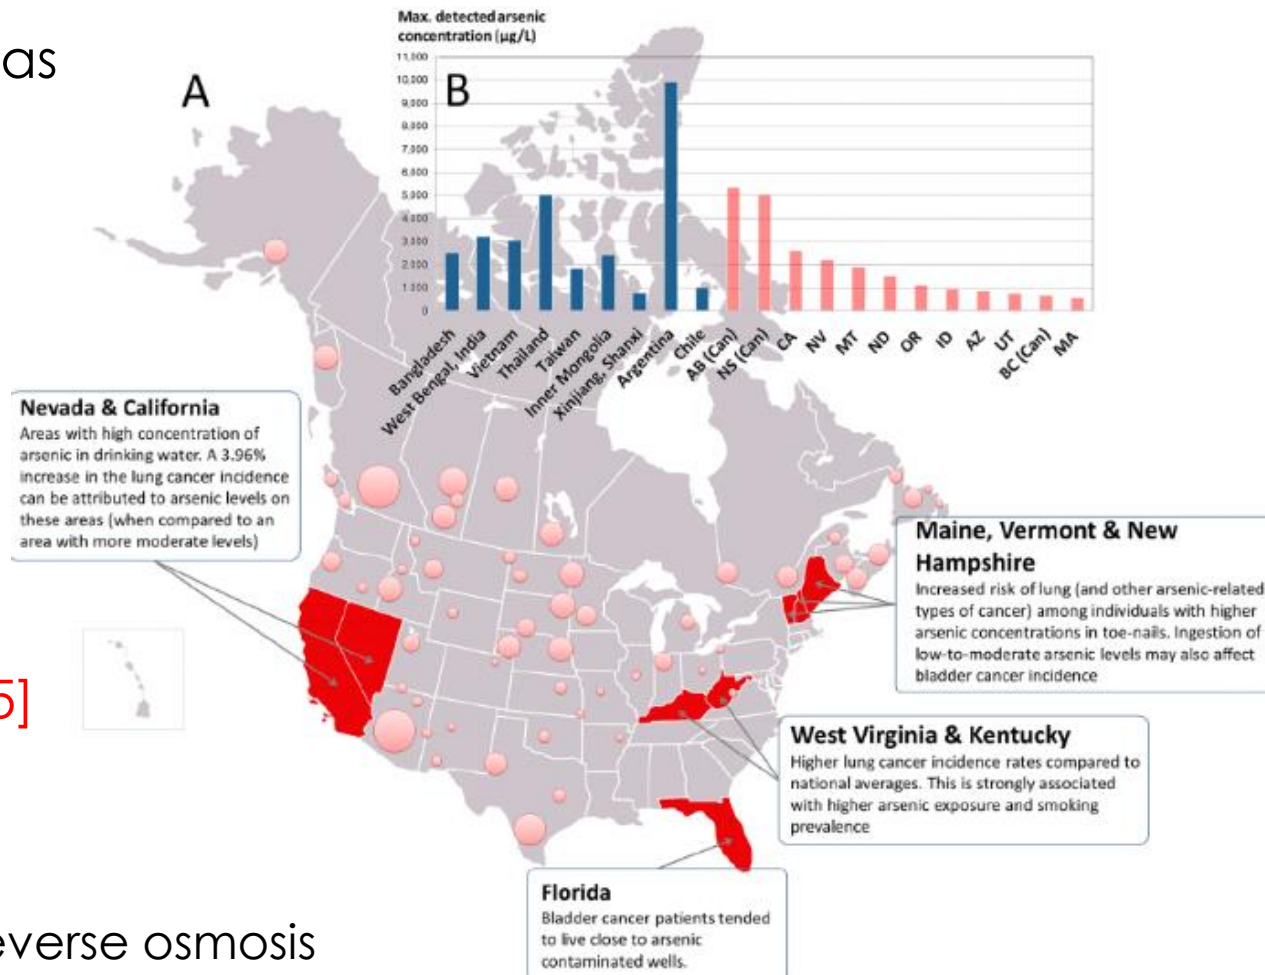 as
A
B
Max. detected arsenic
concentration (µg/L)
11,000
10,000
9,000
8,000
7,000
6,000
5,000
4,000
3,000
2,000
1,000
0
Bangladesh
West Bengal, India
Vietnam
Thailand
Taiwan
Inner Mongolia
Xinjiang, Shanxi
Argentina
Chile
AB (Can)
NS (Can)
CA
NV
MT
ND
OR
ID
AZ
UT
BC (Can)
MA
Nevada & California
Areas with high concentration of
arsenic in drinking water. A 3.96%
increase in the lung cancer incidence
can be attributed to arsenic levels on
these areas (when compared to an
area with more moderate levels)
Maine, Vermont & New
Hampshire
Increased risk of lung (and other arsenic-related
types of cancer) among individuals with higher
arsenic concentrations in toe-nails. Ingestion of
low-to-moderate arsenic levels may also affect
bladder cancer incidence
5]
West Virginia & Kentucky
Higher lung cancer incidence rates compared to
national averages. This is strongly associated
with higher arsenic exposure and smoking
prevalence
Florida
Bladder cancer patients tended
to live close to arsenic
contaminated wells.
everse osmosis